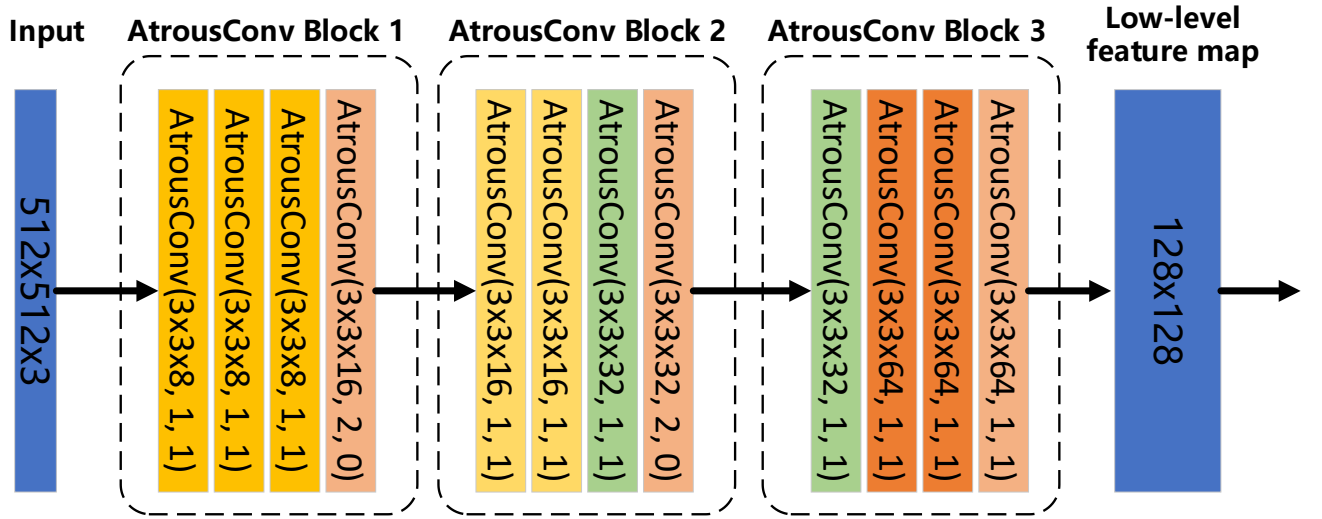 Input
AtrousConv Block 1
AtrousConv Block 2
AtrousConv Block 3
Low-level
feature map
512x512x3
AtrousConv(3x3x8, 1, 1)
AtrousConv(3x3x8, 1, 1)
AtrousConv(3x3x8, 1, 1)
AtrousConv(3x3x16, 2, 0)
AtrousConv(3x3x16, 1, 1)
AtrousConv(3x3x16, 1, 1)
AtrousConv(3x3x32, 1, 1)
AtrousConv(3x3x32, 2, 0)
AtrousConv(3x3x32, 1, 1)
AtrousConv(3x3x64, 1, 1)
AtrousConv(3x3x64, 1, 1)
AtrousConv(3x3x64, 1, 1)
128x128